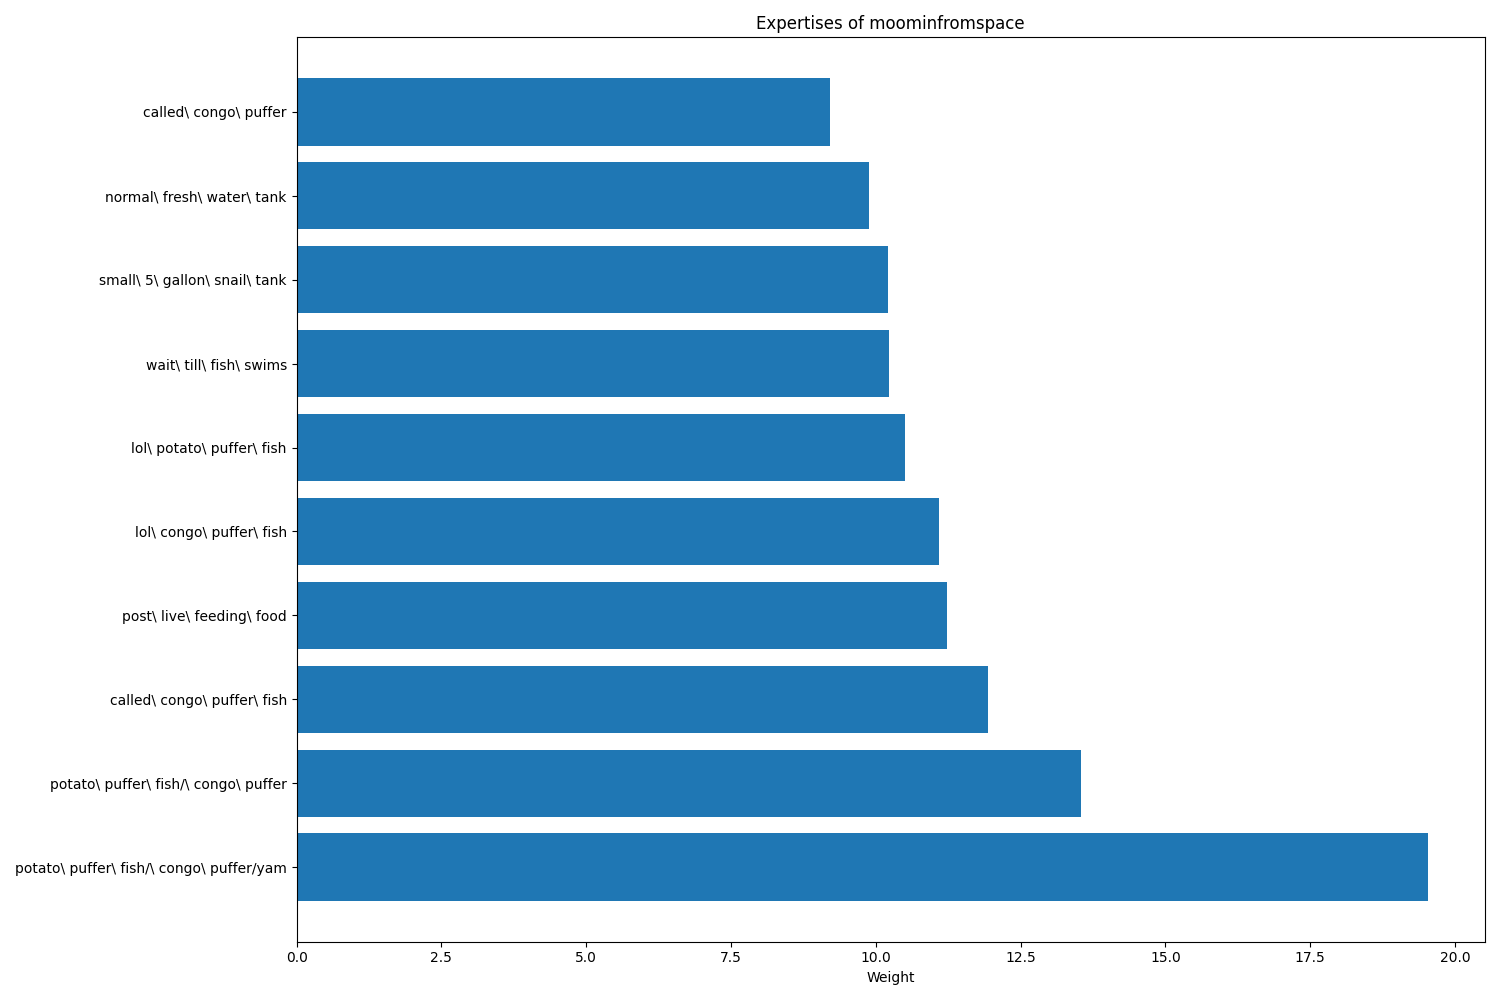 Expertises of moominfromspace
called\ congo\ puffer
normal\ fresh\ water\ tank
small\ 5\ gallon\ snail\ tank
wait\ till\ fish\ swims
lol\ potato\ puffer\ fish
lol\ congo\ puffer\ fish
post\ live\ feeding\ food
called\ congo\ puffer\ fish
potato\ puffer\ fish/\ congo\ puffer
potato\ puffer\ fish/\ congo\ puffer/yam
0.0 2.5 5.0 7.5 10.0 12.5 15.0 17.5 20.0
Weight